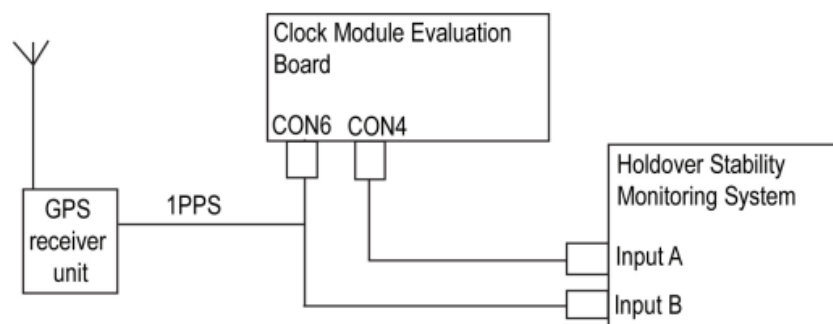 Clock Module Evaluation
Board
CON6 CON4
Holdover Stability
Monitoring System
GPS
receiver
unit
1PPS
Input A
Input B